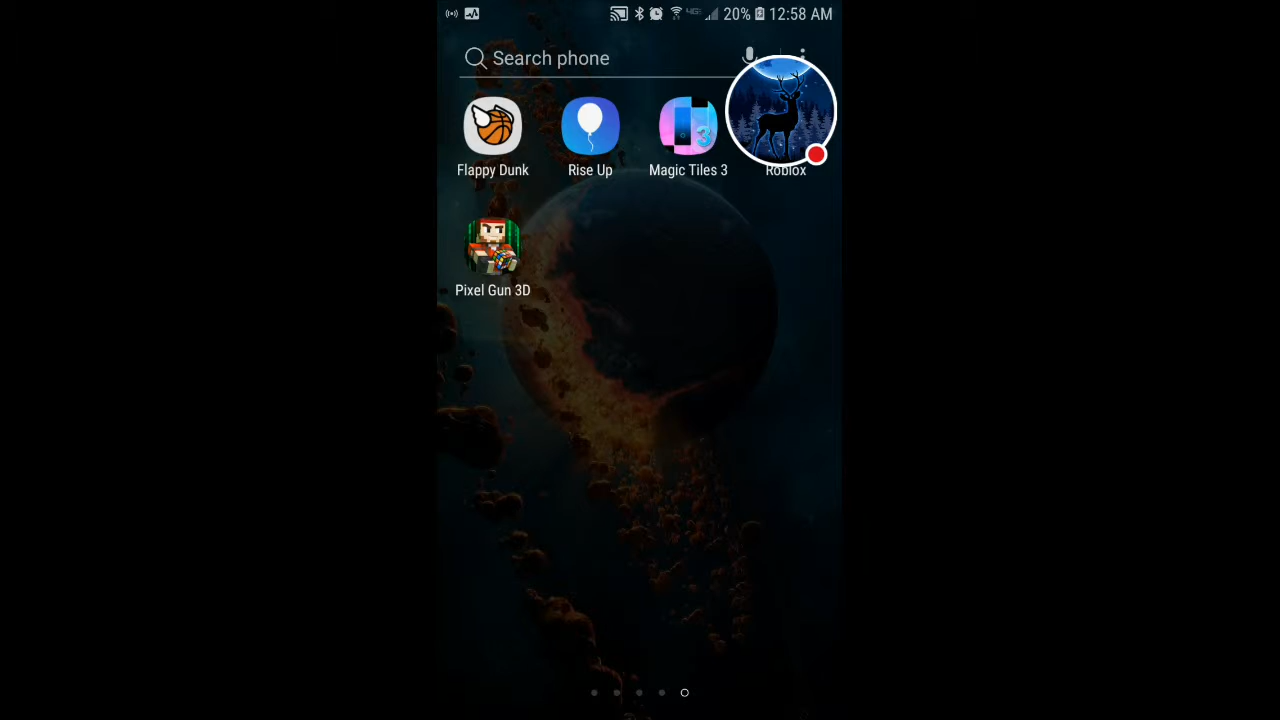 20% 12:58 AM
Search phone
Flappy Dunk
Rise Up
Magic Tiles 3
Roblox
Pixel Gun 3D